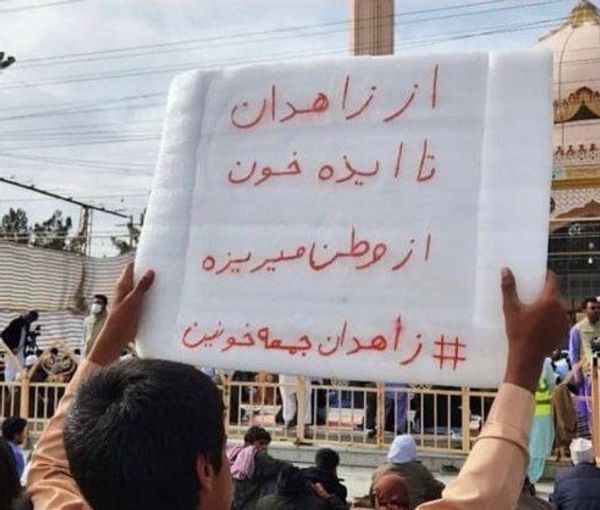 از زاهدان
تا ایذه خون
از وطن میریزه
#زاهدان جمعه خونین